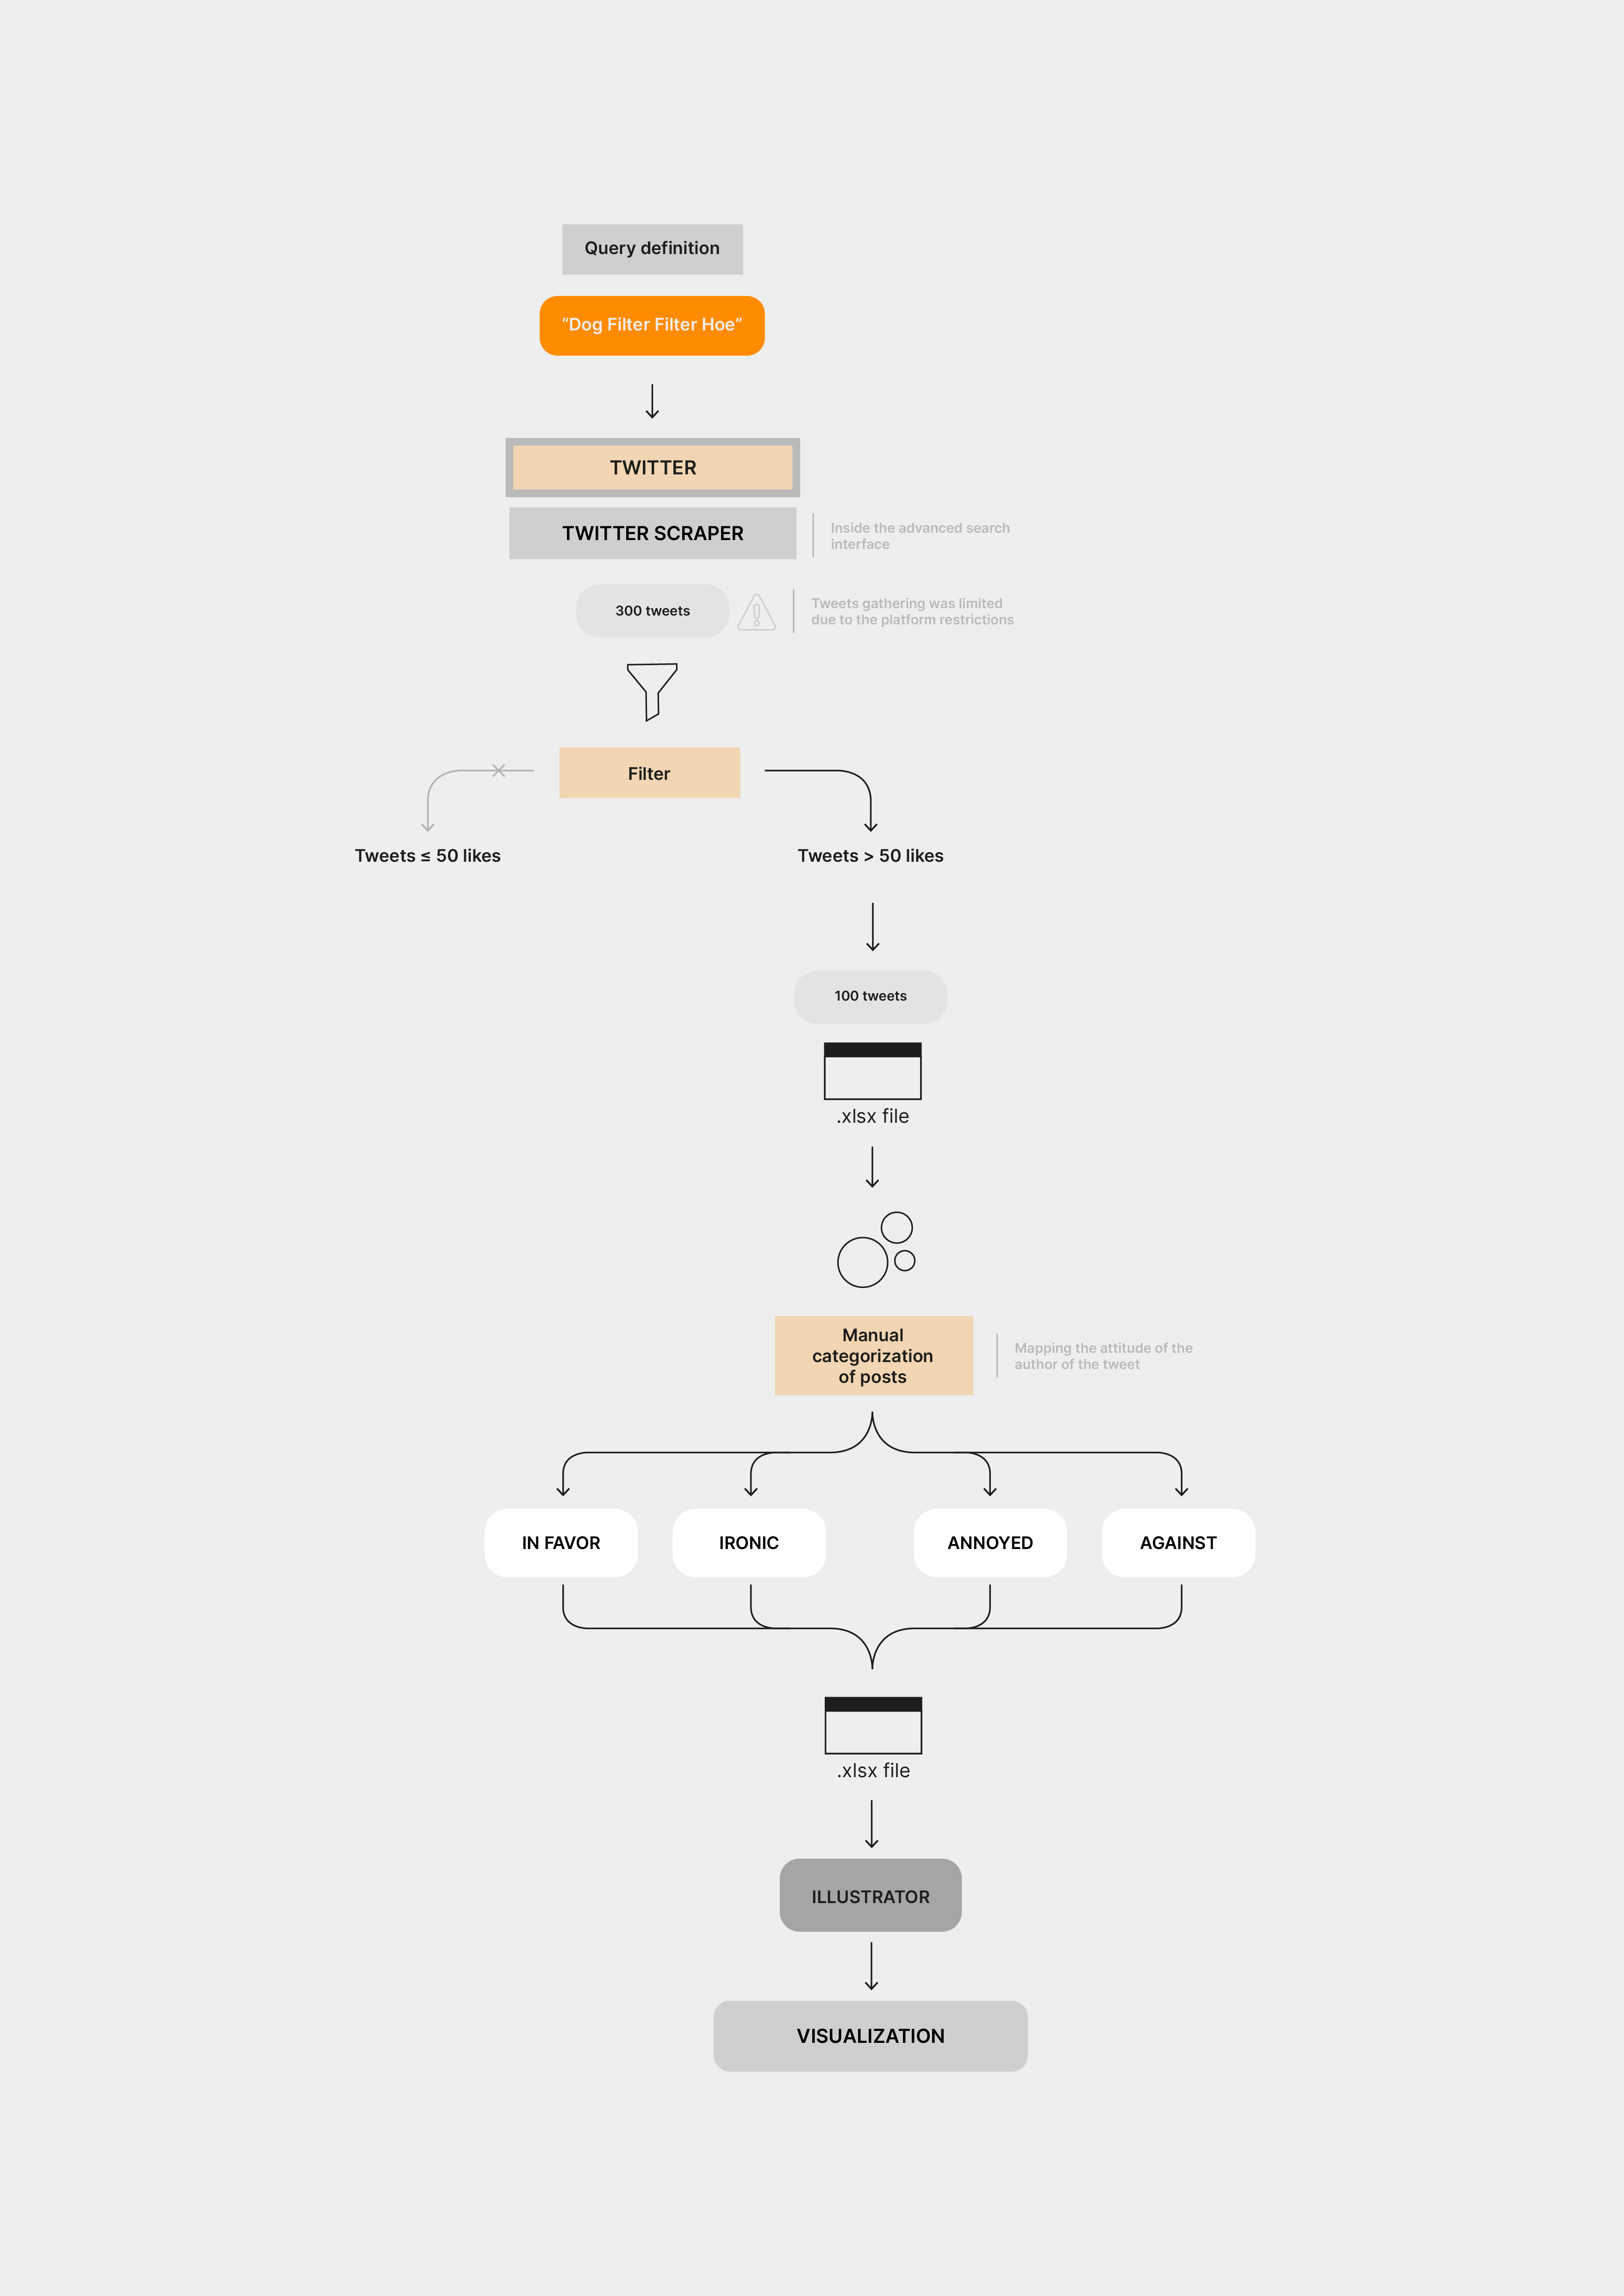 Query definition
“Dog Filter Filter Hoe”
TWITTER
TWITTER SCRAPER
Inside the advanced search
interface
300 tweets
Tweets gathering was limited
due to the platform restrictions
Filter
Tweets ≤ 50 likes
Tweets > 50 likes
100 tweets
.xlsx file
Manual
categorization
of posts
Mapping the attitude of the
author of the tweet
IN FAVOR
IRONIC
ANNOYED
AGAINST
.xlsx file
ILLUSTRATOR
VISUALIZATION